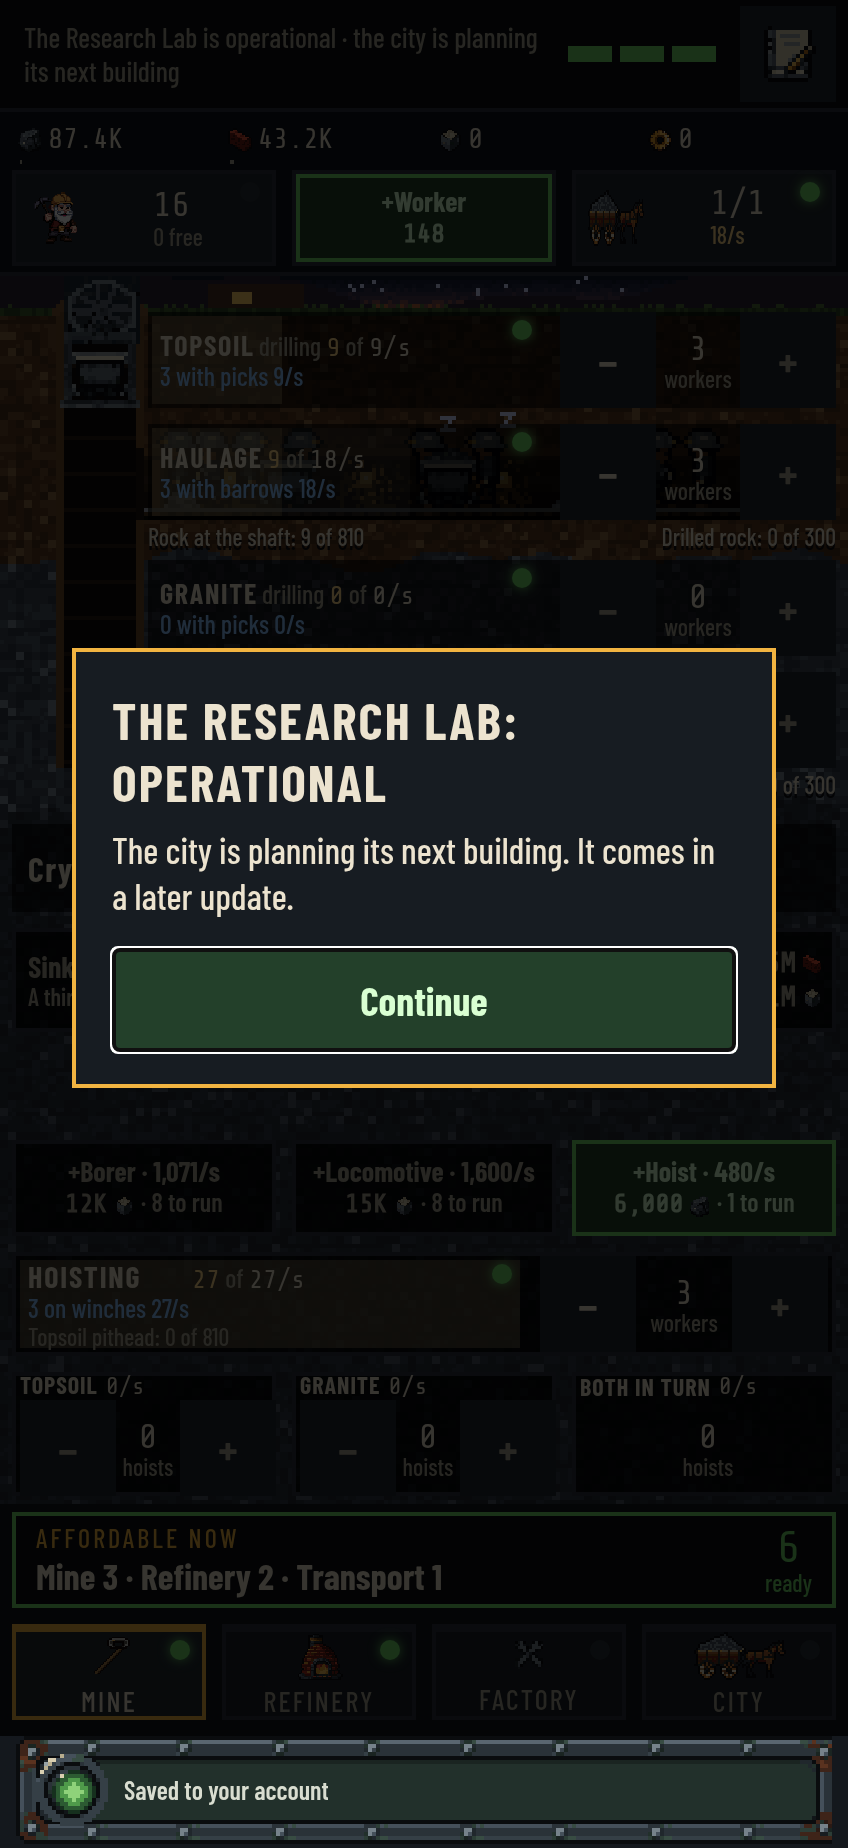 The Research Lab is operational · the city is planning
its next building
87.4K
43.2K
0
0
16
0 free
+Worker
148
1/1
18/s
TOPSOIL drilling 9 of 9/s
3 with picks 9/s
−
3
workers
+
HAULAGE 9 of 18/s
3 with barrows 18/s
−
3
workers
+
Rock at the shaft: 9 of 810
Drilled rock: 0 of 300
GRANITE drilling 0 of 0/s
0 with picks 0/s
−
0
workers
+
+
of 300
THE RESEARCH LAB:
OPERATIONAL
The city is planning its next building. It comes in
a later update.
Continue
Cry
Sink
A thin
M
M
+Borer · 1,071/s
12K · 8 to run
+Locomotive · 1,600/s
15K · 8 to run
+Hoist · 480/s
6,000 · 1 to run
HOISTING 27 of 27/s
3 on winches 27/s
Topsoil pithead: 0 of 810
−
3
workers
+
TOPSOIL 0/s
−
0
hoists
+
GRANITE 0/s
−
0
hoists
+
BOTH IN TURN 0/s
0
hoists
AFFORDABLE NOW
Mine 3 · Refinery 2 · Transport 1
6
ready
MINE
REFINERY
FACTORY
CITY
Saved to your account